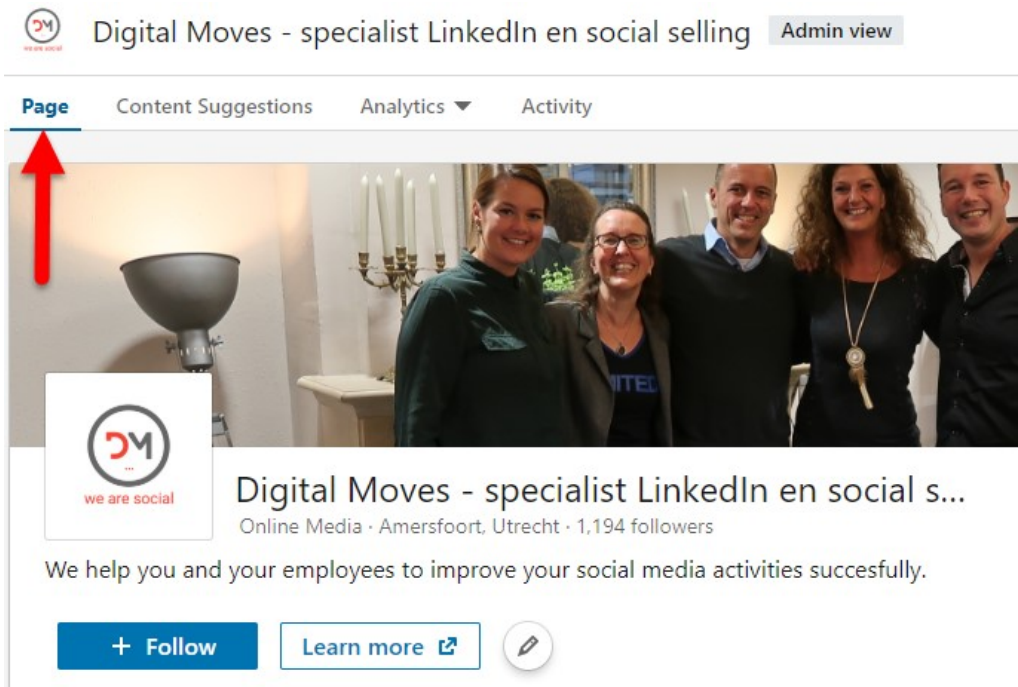 DM
we are social
Digital Moves - specialist LinkedIn en social selling Admin view
Page Content Suggestions Analytics Activity
MITED
DM
...
we are social
Digital Moves - specialist LinkedIn en social s...
Online Media · Amersfoort, Utrecht · 1,194 followers
We help you and your employees to improve your social media activities succesfully.
+ Follow Learn more